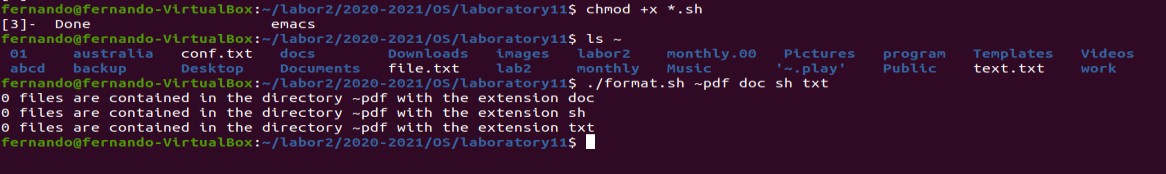 fernando@fernando-VirtualBox:~/labor2/2020-2021/OS/laboratory11$ chmod +x *.sh
[3]-  Done                    emacs
fernando@fernando-VirtualBox:~/labor2/2020-2021/OS/laboratory11$ ls ~
01    australia  conf.txt  docs       Downloads  images  labor2   monthly.00  Pictures   program  Templates  Videos
abcd  backup     Desktop   Documents  file.txt   lab2    monthly  Music       '~.play'   Public   text.txt   work
fernando@fernando-VirtualBox:~/labor2/2020-2021/OS/laboratory11$ ./format.sh ~pdf doc sh txt
0 files are contained in the directory ~pdf with the extension doc
0 files are contained in the directory ~pdf with the extension sh
0 files are contained in the directory ~pdf with the extension txt
fernando@fernando-VirtualBox:~/labor2/2020-2021/OS/laboratory11$